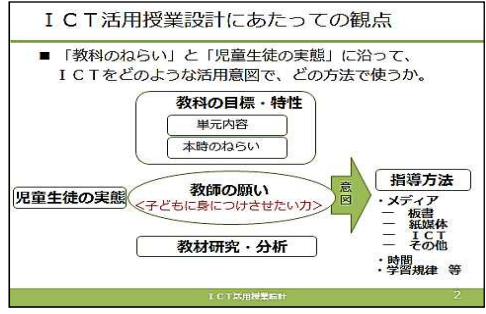 ＩＣＴ活用授業設計にあたっての観点
■ 「教科のねらい」と「児童生徒の実態」に沿って、
ＩＣＴをどのような活用意図で、どの方法で使うか。
教科の目標・特性
単元内容
本時のねらい
児童生徒の実態
教師の願い
<子どもに身につけさせたい力>
教材研究・分析
意図
指導方法
・メディア
－ 板書
－ 紙媒体
－ ＩＣＴ
－ その他
・時間
・学習規律 等
ＩＣＴ活用授業設計
2